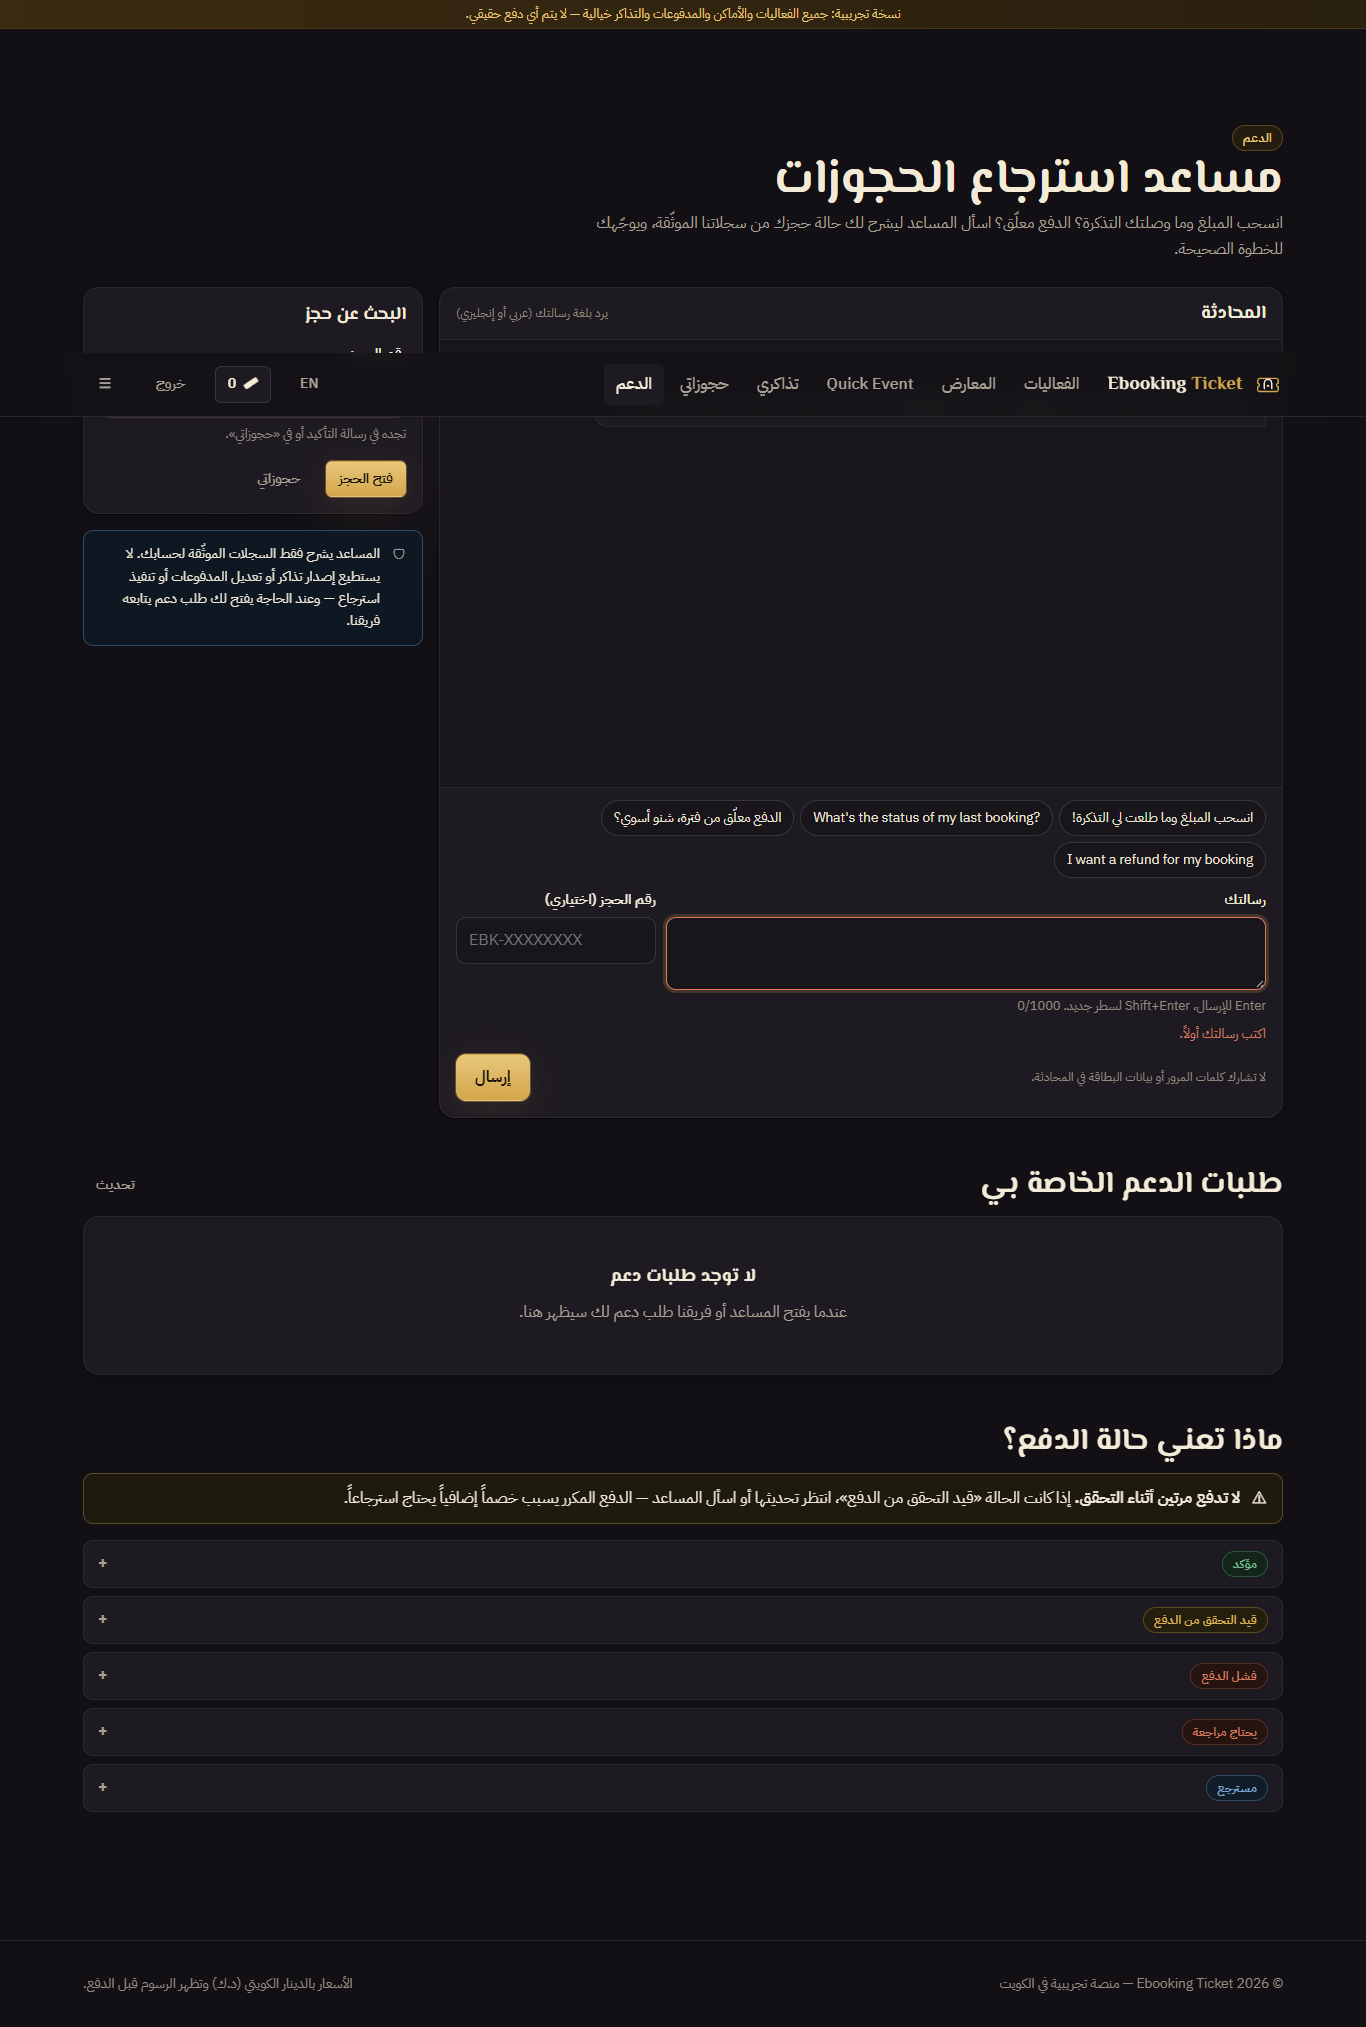 نسخة تجريبية: جميع الفعاليات والأماكن والمدفوعات والتذاكر خيالية — لا يتم أي دفع حقيقي.
الدعم
مساعد استرجاع الحجوزات
انسحب المبلغ وما وصلتك التذكرة؟ الدفع معلّق؟ اسأل المساعد ليشرح لك حالة حجزك من سجلاتنا الموثّقة، ويوجّهك
للخطوة الصحيحة.
المحادثة
يرد بلغة رسالتك (عربي أو إنجليزي)
البحث عن حجز
Ebooking Ticket
الفعاليات
المعارض
Quick Event
تذاكري
حجوزاتي
الدعم
EN
0
خروج
تجده في رسالة التأكيد أو في «حجوزاتي».
فتح الحجز
حجوزاتي
المساعد يشرح فقط السجلات الموثّقة لحسابك. لا
يستطيع إصدار تذاكر أو تعديل المدفوعات أو تنفيذ
استرجاع — وعند الحاجة يفتح لك طلب دعم يتابعه
فريقنا.
انسحب المبلغ وما طلعت لي التذكرة!
What's the status of my last booking?
الدفع معلّق من فترة، شنو أسوي؟
I want a refund for my booking
رسالتك
رقم الحجز (اختياري)
EBK-XXXXXXXX
Enter للإرسال، Shift+Enter لسطر جديد. 0/1000
اكتب رسالتك أولاً.
لا تشارك كلمات المرور أو بيانات البطاقة في المحادثة.
إرسال
طلبات الدعم الخاصة بي
تحديث
لا توجد طلبات دعم
عندما يفتح المساعد أو فريقنا طلب دعم لك سيظهر هنا.
ماذا تعني حالة الدفع؟
لا تدفع مرتين أثناء التحقق. إذا كانت الحالة «قيد التحقق من الدفع»، انتظر تحديثها أو اسأل المساعد — الدفع المكرر يسبب خصماً إضافياً يحتاج استرجاعاً.
مؤكد
+
قيد التحقق من الدفع
+
فشل الدفع
+
يحتاج مراجعة
+
مسترجع
+
© 2026 Ebooking Ticket — منصة تجريبية في الكويت
الأسعار بالدينار الكويتي (د.ك) وتظهر الرسوم قبل الدفع.